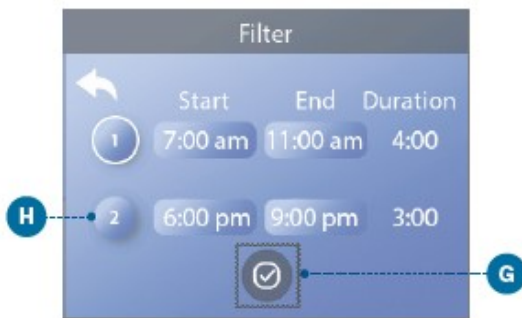 Filter
Start End Duration
1 7:00 am 11:00 am 4:00
H 2 6:00 pm 9:00 pm 3:00
G